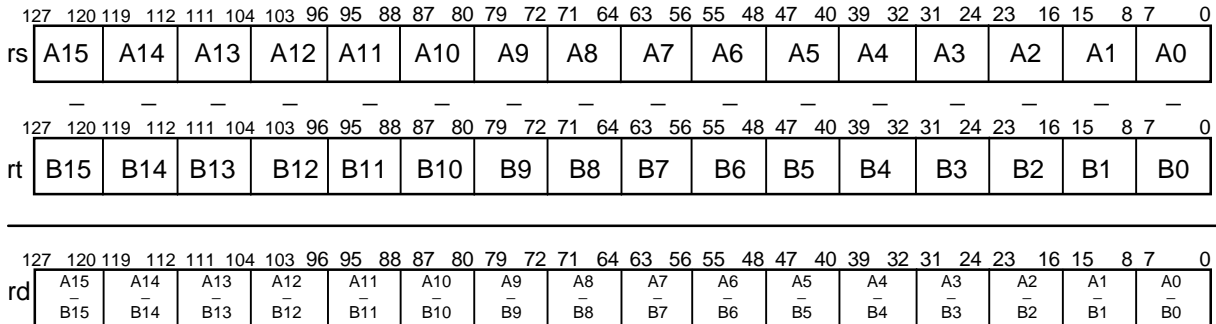 127 120 119 112 111 104 103 96 95 88 87 80 79 72 71 64 63 56 55 48 47 40 39 32 31 24 23 16 15 8 7 0
rs A15 A14 A13 A12 A11 A10 A9 A8 A7 A6 A5 A4 A3 A2 A1 A0
– – – – – – – – – – – – – – – –
127 120 119 112 111 104 103 96 95 88 87 80 79 72 71 64 63 56 55 48 47 40 39 32 31 24 23 16 15 8 7 0
rt B15 B14 B13 B12 B11 B10 B9 B8 B7 B6 B5 B4 B3 B2 B1 B0
127 120 119 112 111 104 103 96 95 88 87 80 79 72 71 64 63 56 55 48 47 40 39 32 31 24 23 16 15 8 7 0
rd A15 A14 A13 A12 A11 A10 A9 A8 A7 A6 A5 A4 A3 A2 A1 A0
– – – – – – – – – – – – – – – –
B15 B14 B13 B12 B11 B10 B9 B8 B7 B6 B5 B4 B3 B2 B1 B0